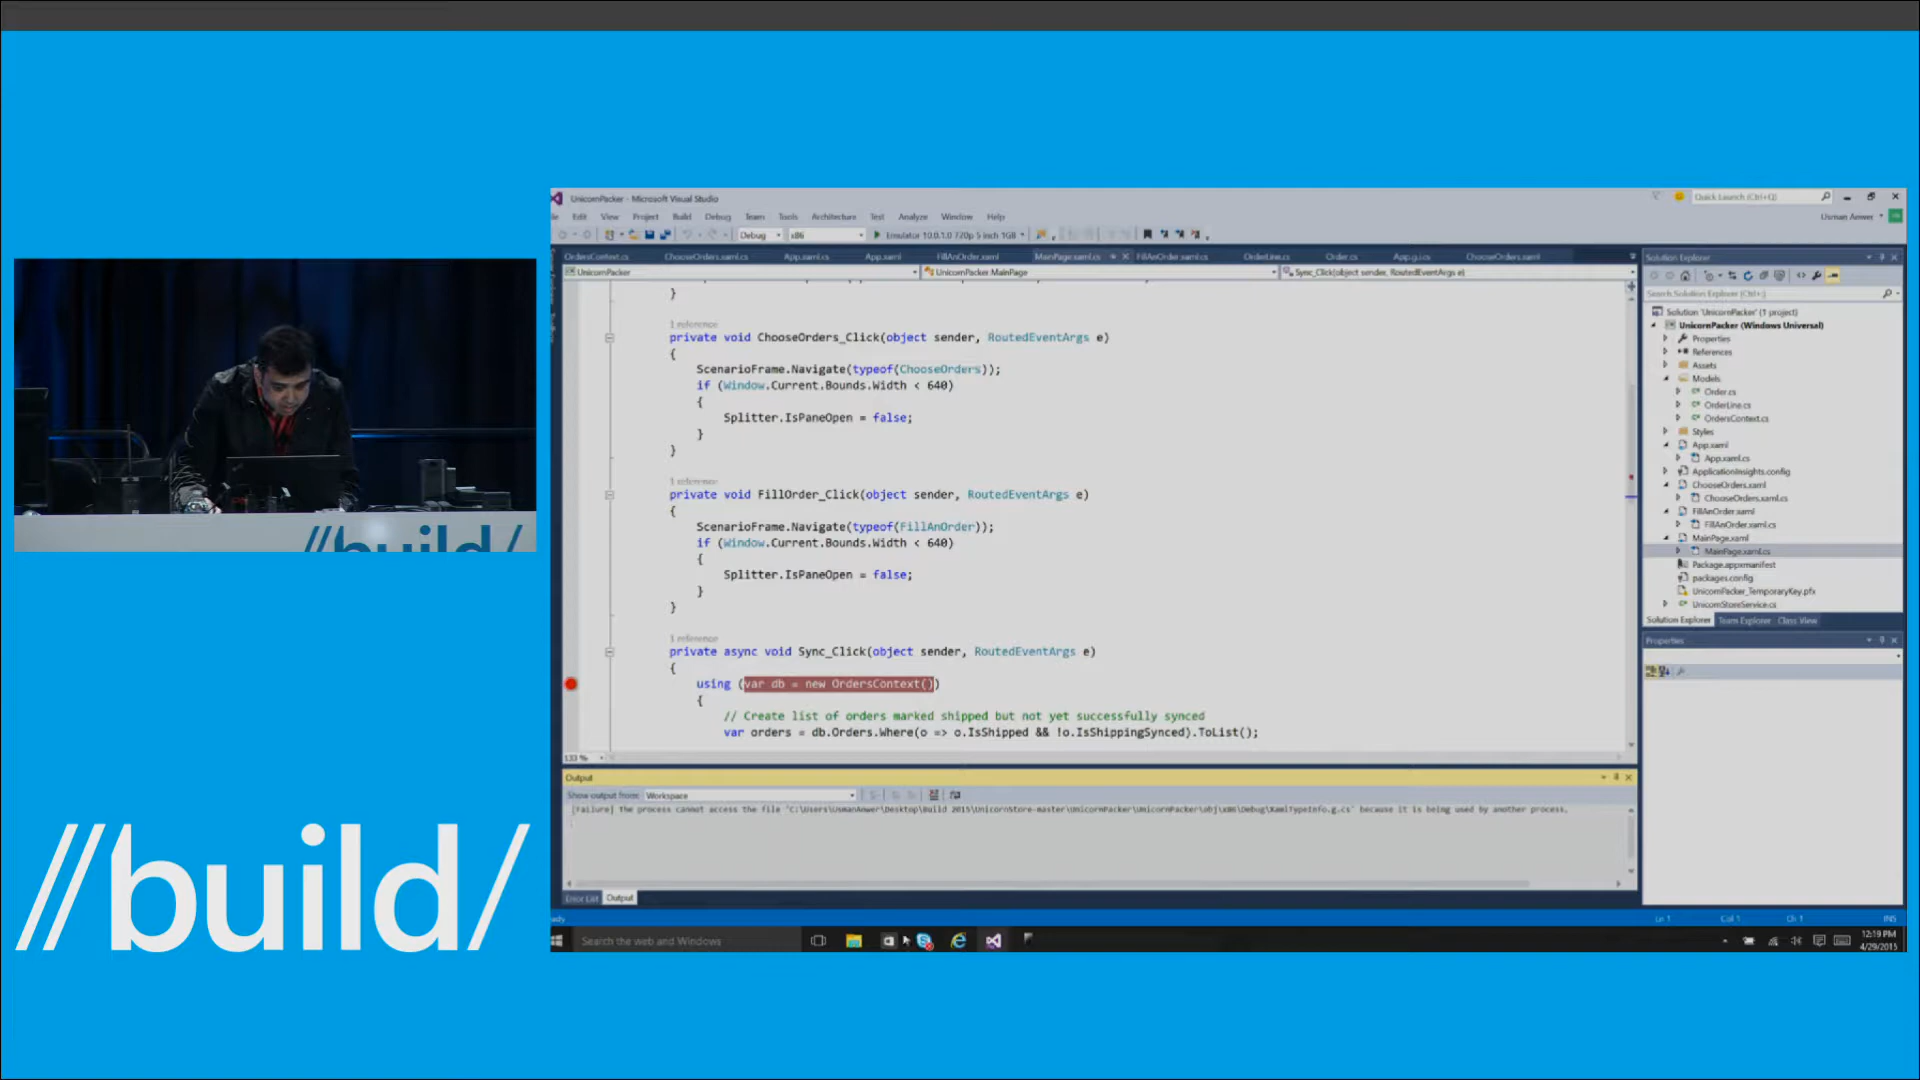 UnicornPacker - Microsoft Visual Studio
Quick Launch (Ctrl+Q)
Edit View Project Build Debug Team Tools Architecture Test Analyze Window Help
Usman Anwer
Debug x86 Emulator 10.0.1.0 720p 5 inch 1GB
OrdersContext.cs ChooseOrders.xaml.cs App.xaml.cs App.xaml FillAnOrder.xaml MainPage.xaml.cs FillAnOrder.xaml.cs OrderLine.cs Order.cs App.g.i.cs ChooseOrders.xaml
UnicornPacker UnicornPacker.MainPage Sync_Click(object sender, RoutedEventArgs e)
}
1 reference
private void ChooseOrders_Click(object sender, RoutedEventArgs e)
{
ScenarioFrame.Navigate(typeof(ChooseOrders));
if (Window.Current.Bounds.Width < 640)
{
Splitter.IsPaneOpen = false;
}
}
1 reference
private void FillOrder_Click(object sender, RoutedEventArgs e)
{
ScenarioFrame.Navigate(typeof(FillAnOrder));
if (Window.Current.Bounds.Width < 640)
{
Splitter.IsPaneOpen = false;
}
}
1 reference
private async void Sync_Click(object sender, RoutedEventArgs e)
{
using (var db = new OrdersContext())
{
// Create list of orders marked shipped but not yet successfully synced
var orders = db.Orders.Where(o => o.IsShipped && !o.IsShippingSynced).ToList();
133 %
Output
Show output from: Workspace
[Failure] The process cannot access the file 'C:\Users\UsmanAnwer\Desktop\Build 2015\UnicornStore-master\UnicornPacker\UnicornPacker\obj\x86\Debug\XamlTypeInfo.g.cs' because it is being used by another process.
Error List Output
Solution Explorer
Search Solution Explorer (Ctrl+;)
Solution 'UnicornPacker' (1 project)
UnicornPacker (Windows Universal)
Properties
References
Assets
Models
Order.cs
OrderLine.cs
OrdersContext.cs
Styles
App.xaml
App.xaml.cs
ApplicationInsights.config
ChooseOrders.xaml
ChooseOrders.xaml.cs
FillAnOrder.xaml
FillAnOrder.xaml.cs
MainPage.xaml
MainPage.xaml.cs
Package.appxmanifest
packages.config
UnicornPacker_TemporaryKey.pfx
UnicornStoreService.cs
Solution Explorer Team Explorer Class View
Properties
Ln 1 Col 1 Ch 1 INS
Search the web and Windows
12:19 PM
4/29/2015
//build/
//build/